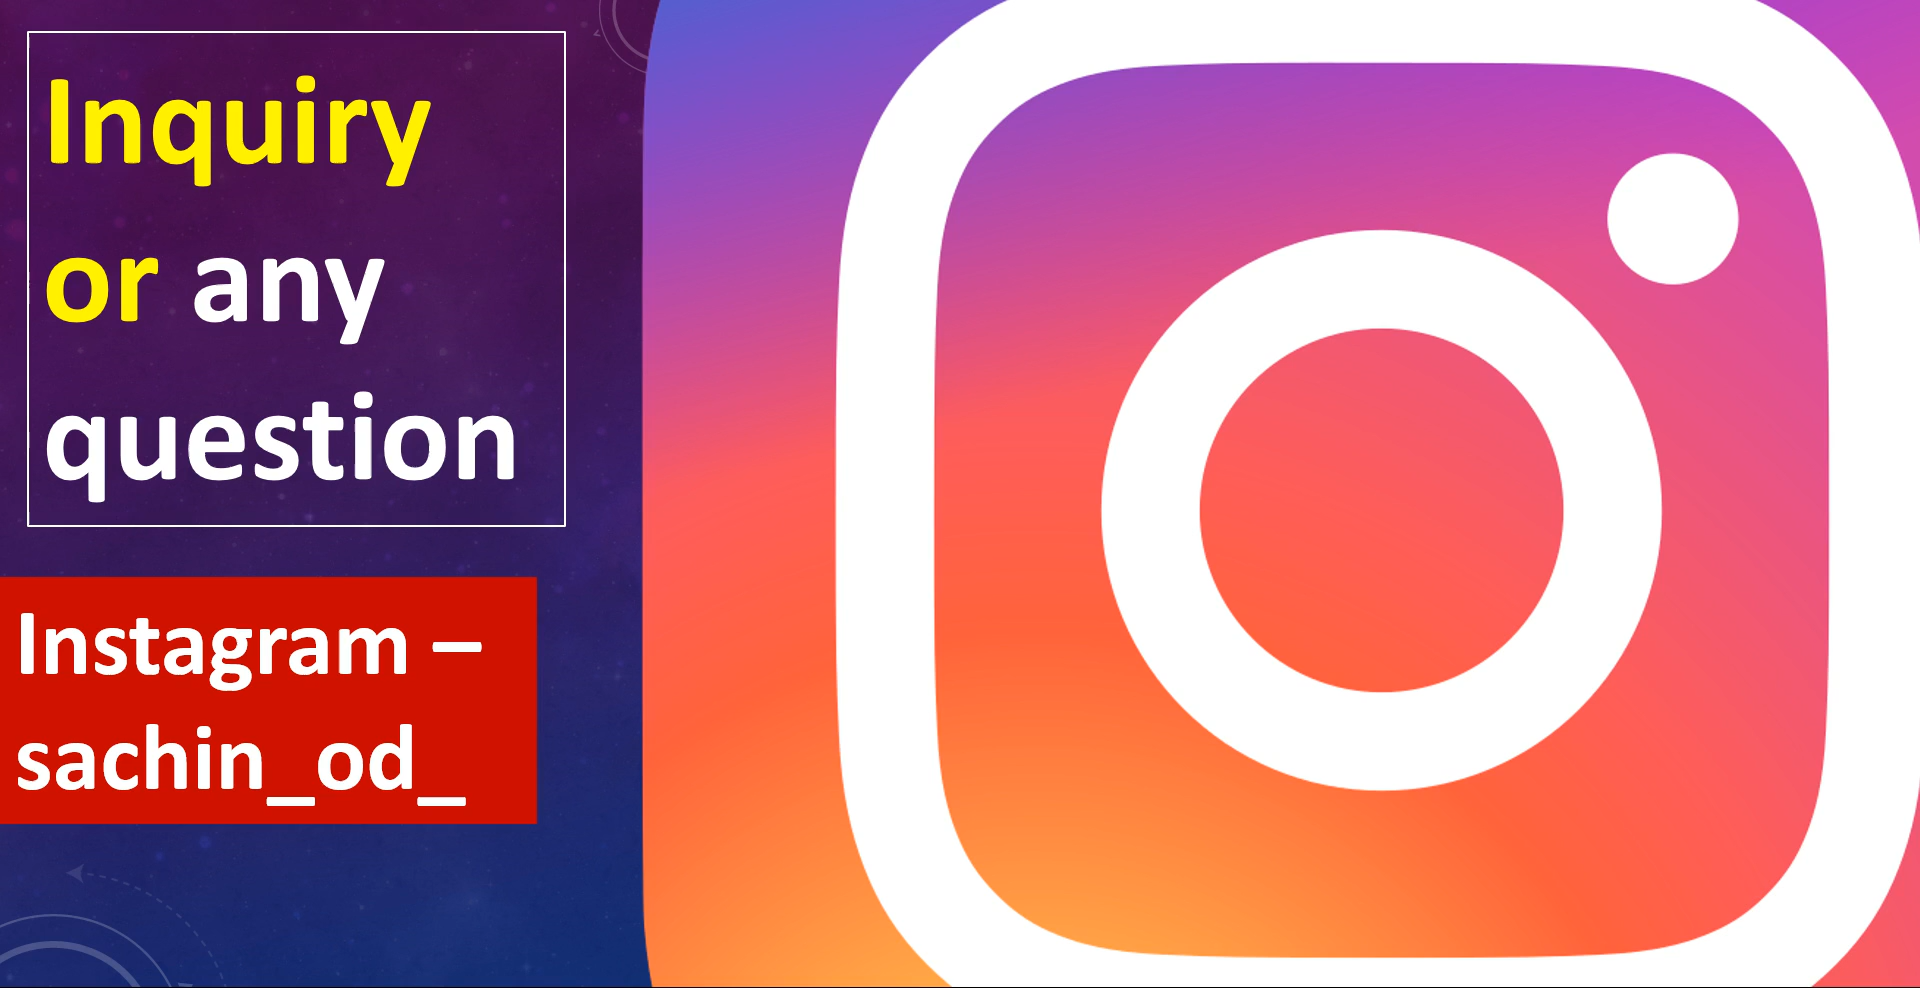 Inquiry
or any
question
Instagram –
sachin_od_